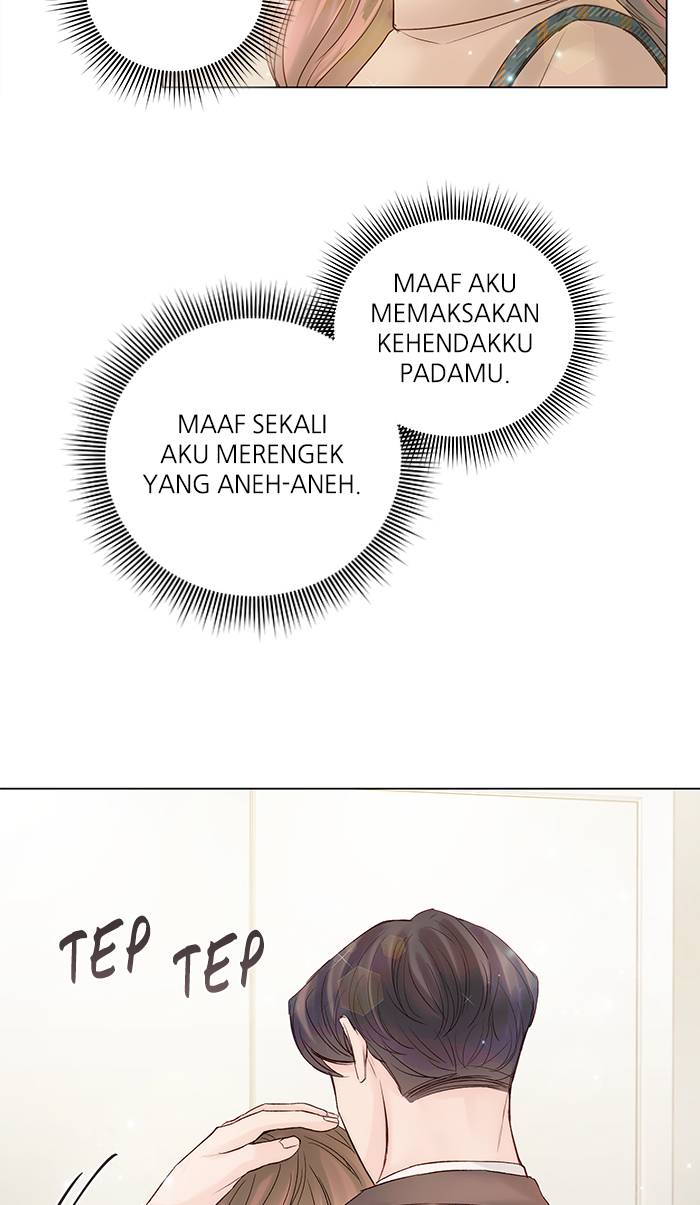 MAAF AKU
MEMAKSAKAN
KEHENDAKKU
PADAMU.
MAAF SEKALI
AKU MERENGEK
YANG ANEH-ANEH.
TEP
TEP